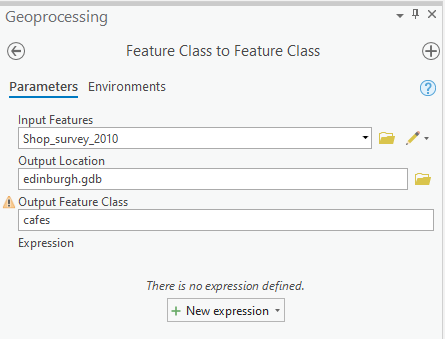 Geoprocessing
Feature Class to Feature Class
Parameters Environments
?
Input Features
Shop_survey_2010
Output Location
edinburgh.gdb
Output Feature Class
cafes
Expression
There is no expression defined.
+ New expression